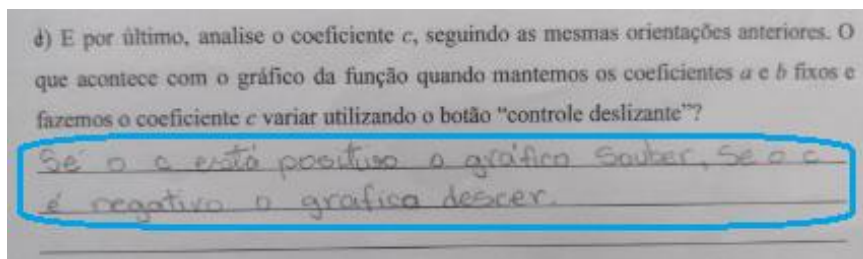 d) E por último, analise o coeficiente c, seguindo as mesmas orientações anteriores. O
que acontece com o gráfico da função quando mantemos os coeficientes a e b fixos e
fazemos o coeficiente c variar utilizando o botão “controle deslizante”?
Se o c está positivo o gráfico sauber, se o c
é negativo o grafico descer.